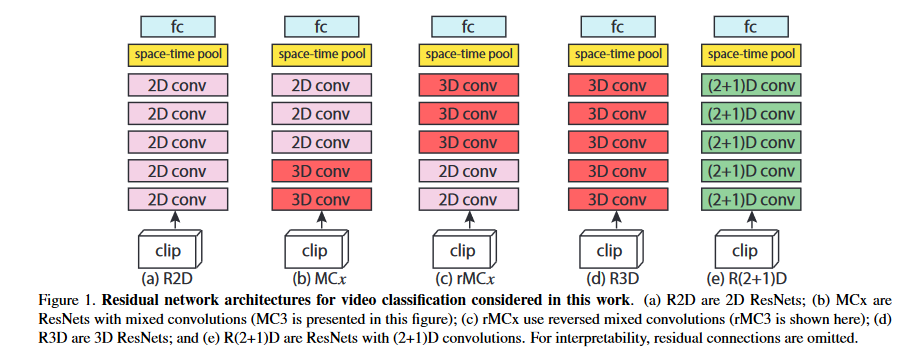 fc fc fc fc fc
space-time pool space-time pool space-time pool space-time pool space-time pool
2D conv 2D conv 3D conv 3D conv (2+1)D conv
2D conv 2D conv 3D conv 3D conv (2+1)D conv
2D conv 2D conv 3D conv 3D conv (2+1)D conv
2D conv 3D conv 2D conv 3D conv (2+1)D conv
2D conv 3D conv 2D conv 3D conv (2+1)D conv
clip clip clip clip clip
(a) R2D (b) MCx (c) rMCx (d) R3D (e) R(2+1)D
Figure 1. Residual network architectures for video classification considered in this work. (a) R2D are 2D ResNets; (b) MCx are
ResNets with mixed convolutions (MC3 is presented in this figure); (c) rMCx use reversed mixed convolutions (rMC3 is shown here); (d)
R3D are 3D ResNets; and (e) R(2+1)D are ResNets with (2+1)D convolutions. For interpretability, residual connections are omitted.